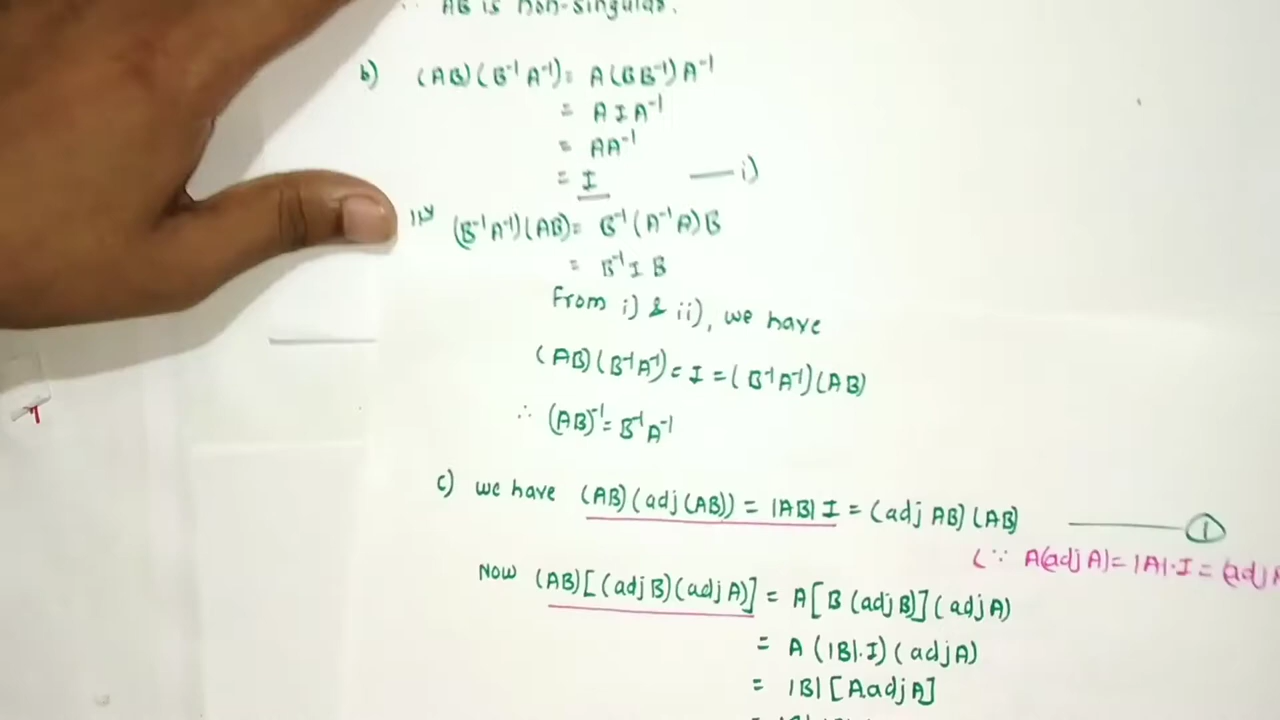 ∴ AB is non-singular.
b) (AB)(B⁻¹A⁻¹) = A(BB⁻¹)A⁻¹
= AIA⁻¹
= AA⁻¹
= I —— i)
llly (B⁻¹A⁻¹)(AB) = B⁻¹(A⁻¹A)B
= B⁻¹IB
From i) & ii), we have
(AB)(B⁻¹A⁻¹) = I = (B⁻¹A⁻¹)(AB)
∴ (AB)⁻¹ = B⁻¹A⁻¹
c) we have (AB)(adj(AB)) = |AB| I = (adj AB)(AB) —— ①
(∵ A(adj A) = |A|·I = (adj A
Now (AB)[(adj B)(adj A)] = A[B(adj B)](adj A)
= A(|B|.I)(adj A)
= |B|[A.adj A]